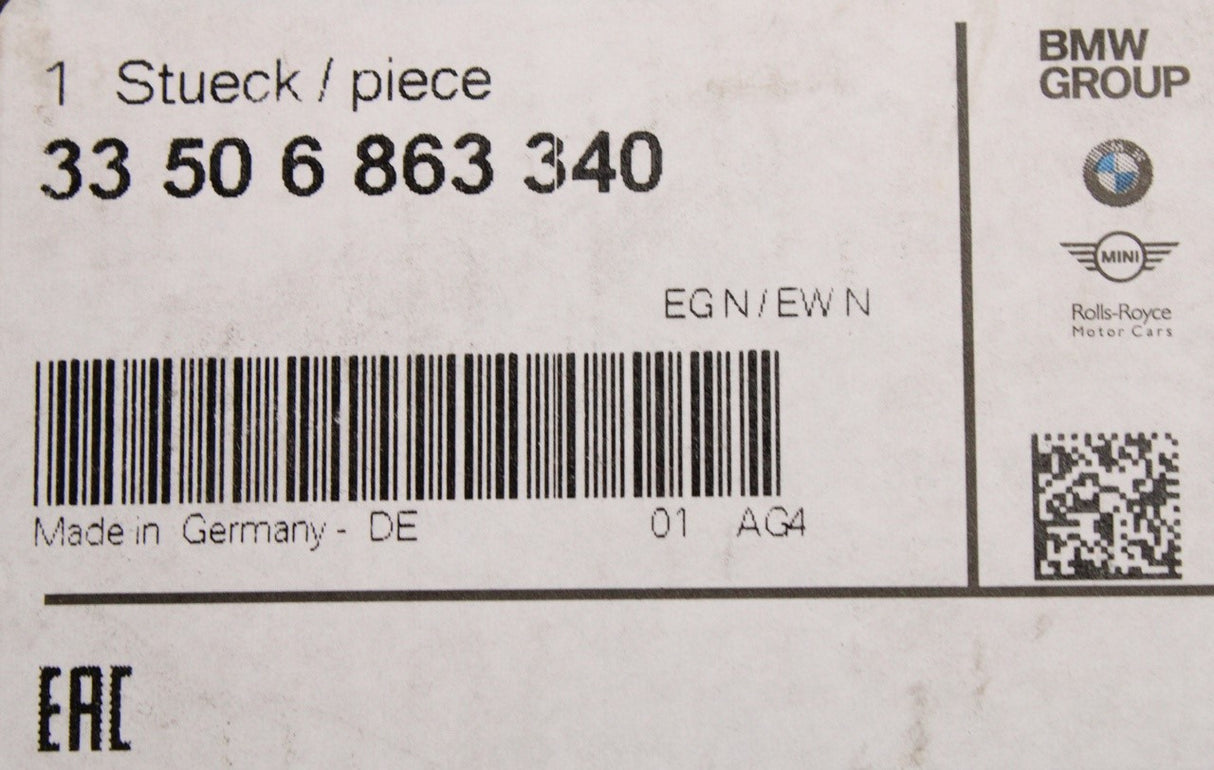 1 Stueck / piece
33 50 6 863 340
EG N / EW N
Made in Germany - DE 01 AG4
EAC
BMW
GROUP
BMW
MINI
Rolls-Royce
Motor Cars